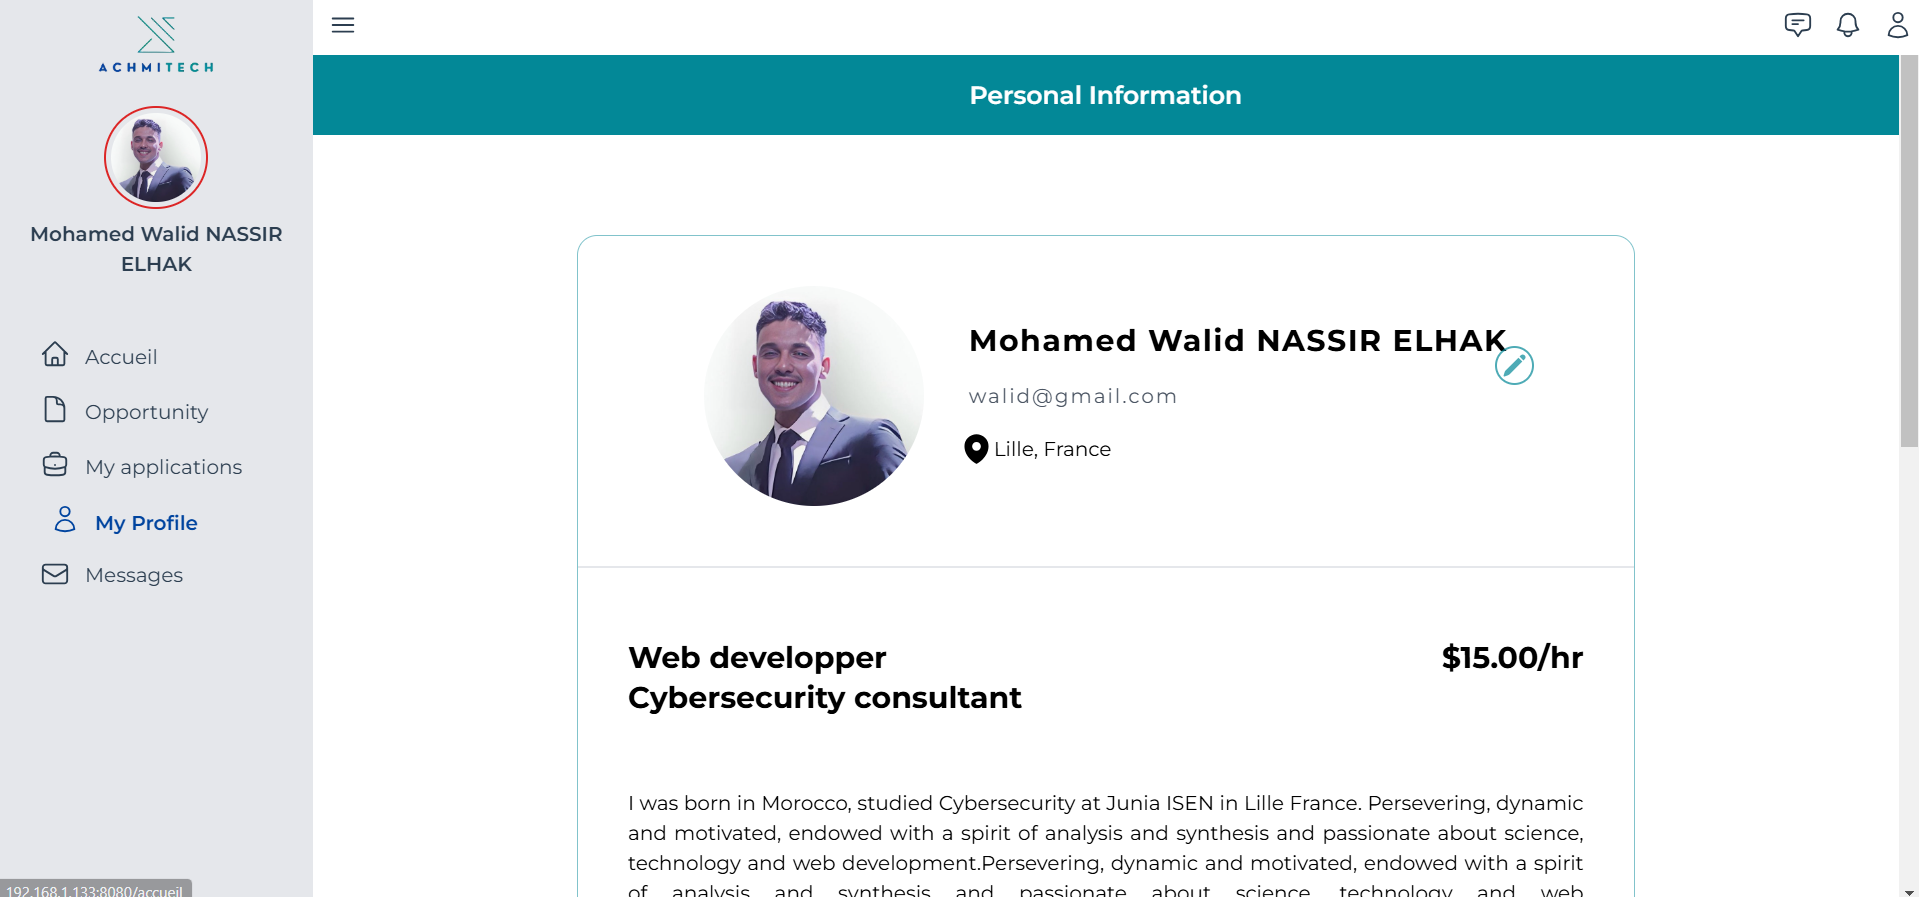 ACHMITECH
Mohamed Walid NASSIR
ELHAK
Accueil
Opportunity
My applications
My Profile
Messages
192.168.1.133:8080/accueil
Personal Information
Mohamed Walid NASSIR ELHAK
walid@gmail.com
Lille, France
Web developper
$15.00/hr
Cybersecurity consultant
I was born in Morocco, studied Cybersecurity at Junia ISEN in Lille France. Persevering, dynamic
and motivated, endowed with a spirit of analysis and synthesis and passionate about science,
technology and web development.Persevering, dynamic and motivated, endowed with a spirit
of analysis and synthesis and passionate about science, technology and web